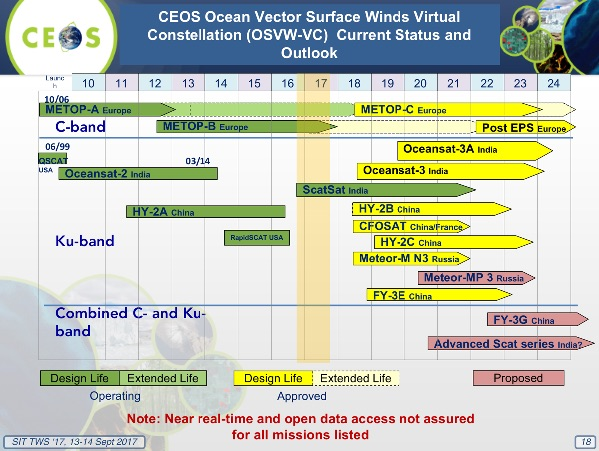 CEOS
CEOS Ocean Vector Surface Winds Virtual
Constellation (OSVW-VC) Current Status and
Outlook
Launc
h
10 11 12 13 14 15 16 17 18 19 20 21 22 23 24
10/06
METOP-A Europe
METOP-C Europe
C-band
METOP-B Europe
Post EPS Europe
06/99
QSCAT
USA
03/14
Oceansat-3A India
Oceansat-2 India
Oceansat-3 India
ScatSat India
HY-2A China
HY-2B China
CFOSAT China/France
RapidSCAT USA
Ku-band
HY-2C China
Meteor-M N3 Russia
Meteor-MP 3 Russia
FY-3E China
Combined C- and Ku-
band
FY-3G China
Advanced Scat series India?
Design Life Extended Life Design Life Extended Life Proposed
Operating Approved
Note: Near real-time and open data access not assured
for all missions listed
SIT TWS '17, 13-14 Sept 2017
18